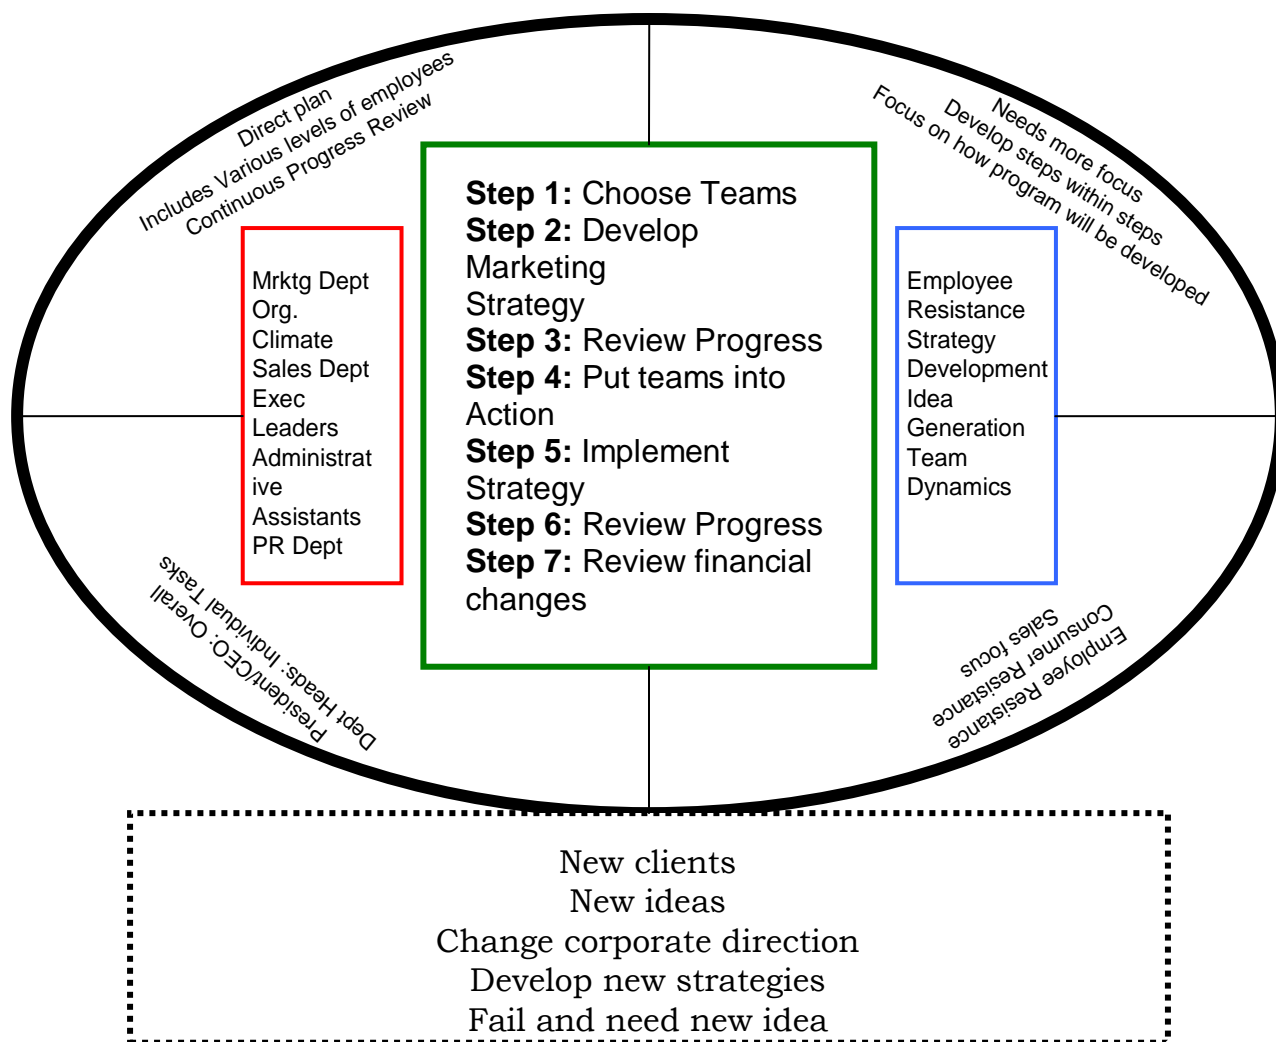 Direct plan
Includes Various levels of employees
Continuous Progress Review
Needs more focus
Develop steps within steps
Focus on how program will be developed
Mrktg Dept
Org.
Climate
Sales Dept
Exec
Leaders
Administrat
ive
Assistants
PR Dept
Step 1: Choose Teams
Step 2: Develop
Marketing
Strategy
Step 3: Review Progress
Step 4: Put teams into
Action
Step 5: Implement
Strategy
Step 6: Review Progress
Step 7: Review financial
changes
Employee
Resistance
Strategy
Development
Idea
Generation
Team
Dynamics
President/CEO: Overall
Dept Heads: Individual Tasks
Employee Resistance
Consumer Resistance
Sales focus
New clients
New ideas
Change corporate direction
Develop new strategies
Fail and need new idea